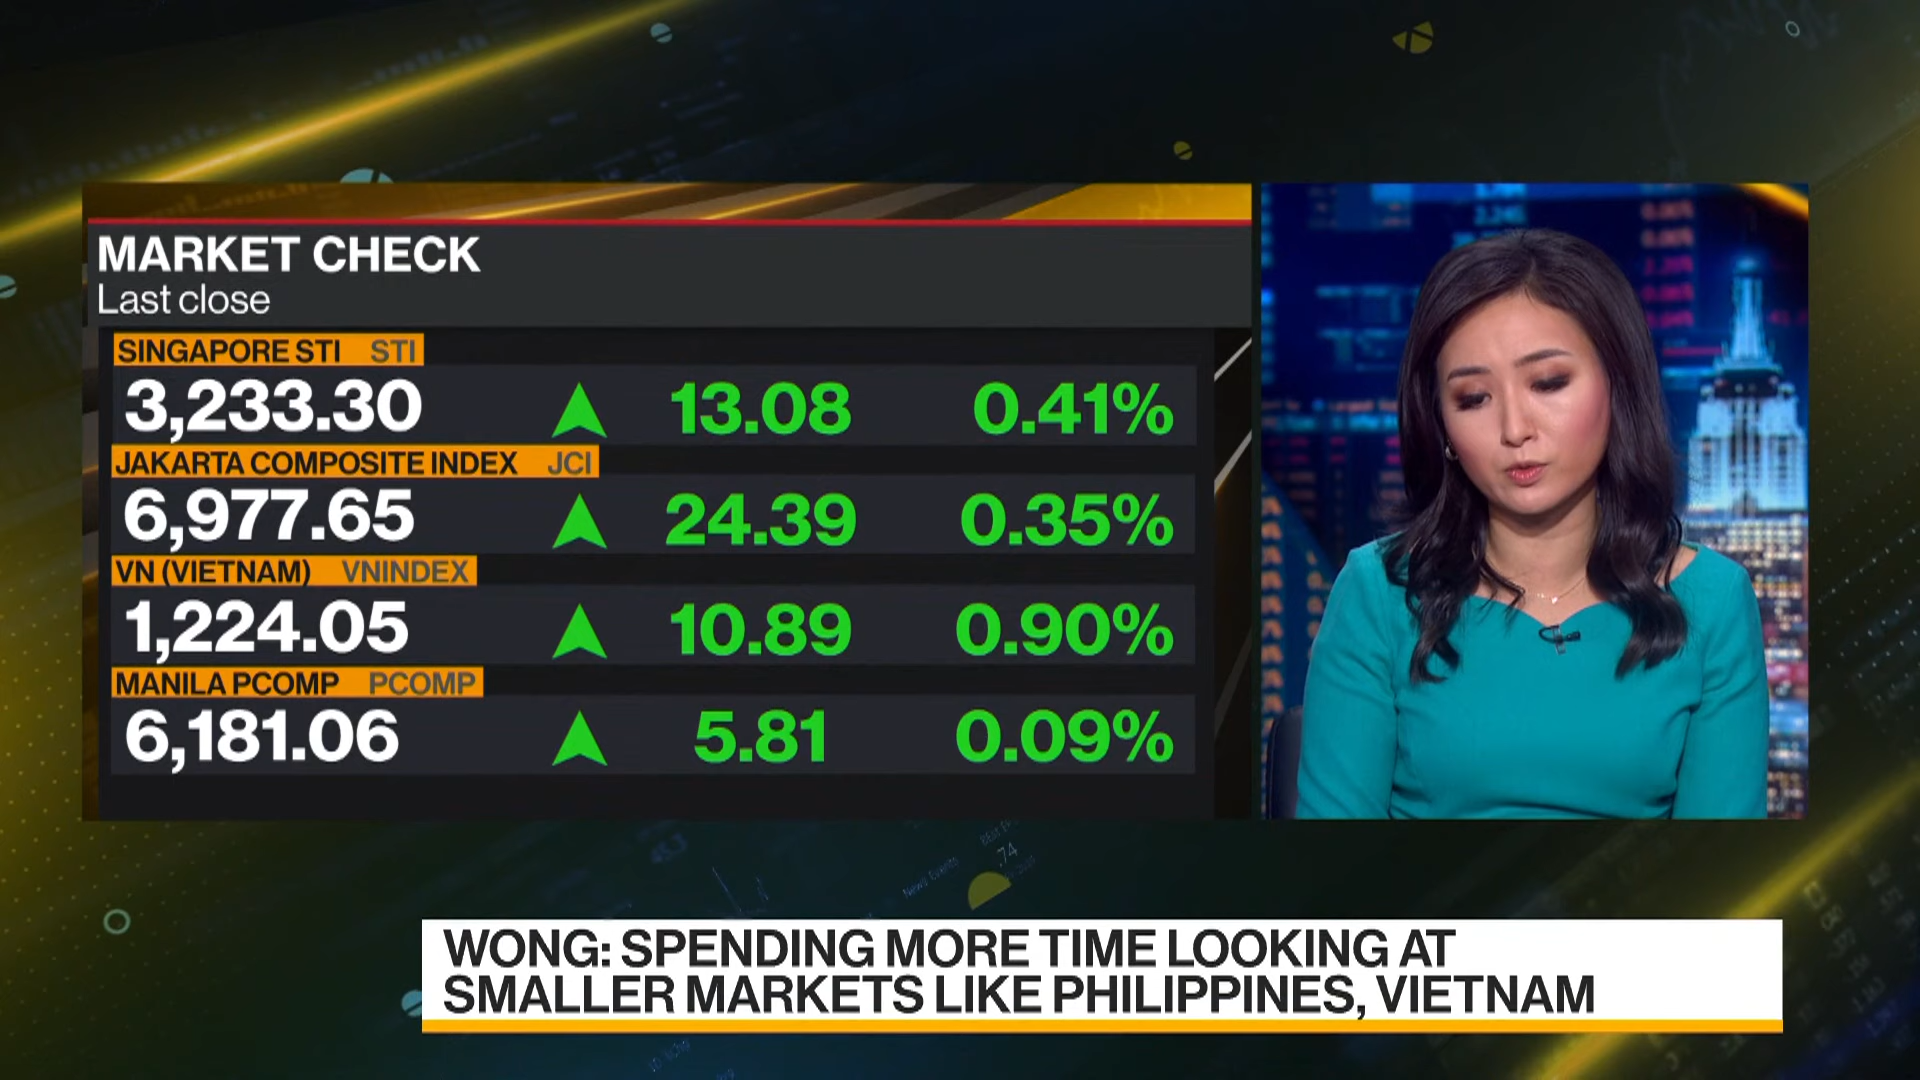 MARKET CHECK
Last close
SINGAPORE STI STI
3,233.30 ▲ 13.08 0.41%
JAKARTA COMPOSITE INDEX JCI
6,977.65 ▲ 24.39 0.35%
VN (VIETNAM) VNINDEX
1,224.05 ▲ 10.89 0.90%
MANILA PCOMP PCOMP
6,181.06 ▲ 5.81 0.09%
WONG: SPENDING MORE TIME LOOKING AT
SMALLER MARKETS LIKE PHILIPPINES, VIETNAM